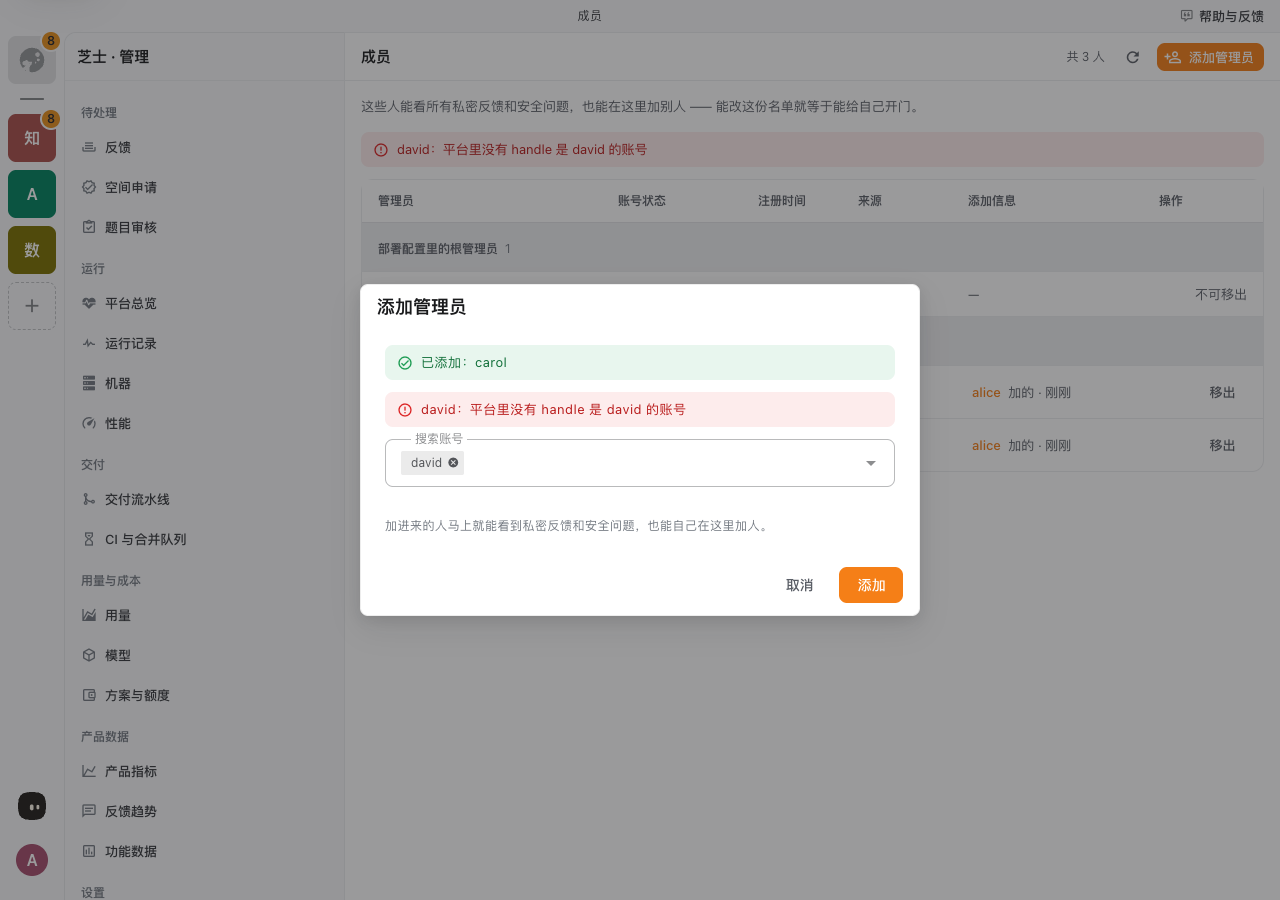 成员
帮助与反馈
8
知
8
A
数
A
芝士 · 管理
待处理
反馈
空间申请
题目审核
运行
平台总览
运行记录
机器
性能
交付
交付流水线
CI 与合并队列
用量与成本
用量
模型
方案与额度
产品数据
产品指标
反馈趋势
功能数据
设置
成员
共 3 人
添加管理员
这些人能看所有私密反馈和安全问题，也能在这里加别人 —— 能改这份名单就等于能给自己开门。
david：平台里没有 handle 是 david 的账号
管理员 账号状态 注册时间 来源 添加信息 操作
部署配置里的根管理员 1
— 不可移出
alice 加的 · 刚刚 移出
alice 加的 · 刚刚 移出
添加管理员
已添加：carol
david：平台里没有 handle 是 david 的账号
搜索账号
david
加进来的人马上就能看到私密反馈和安全问题，也能自己在这里加人。
取消
添加